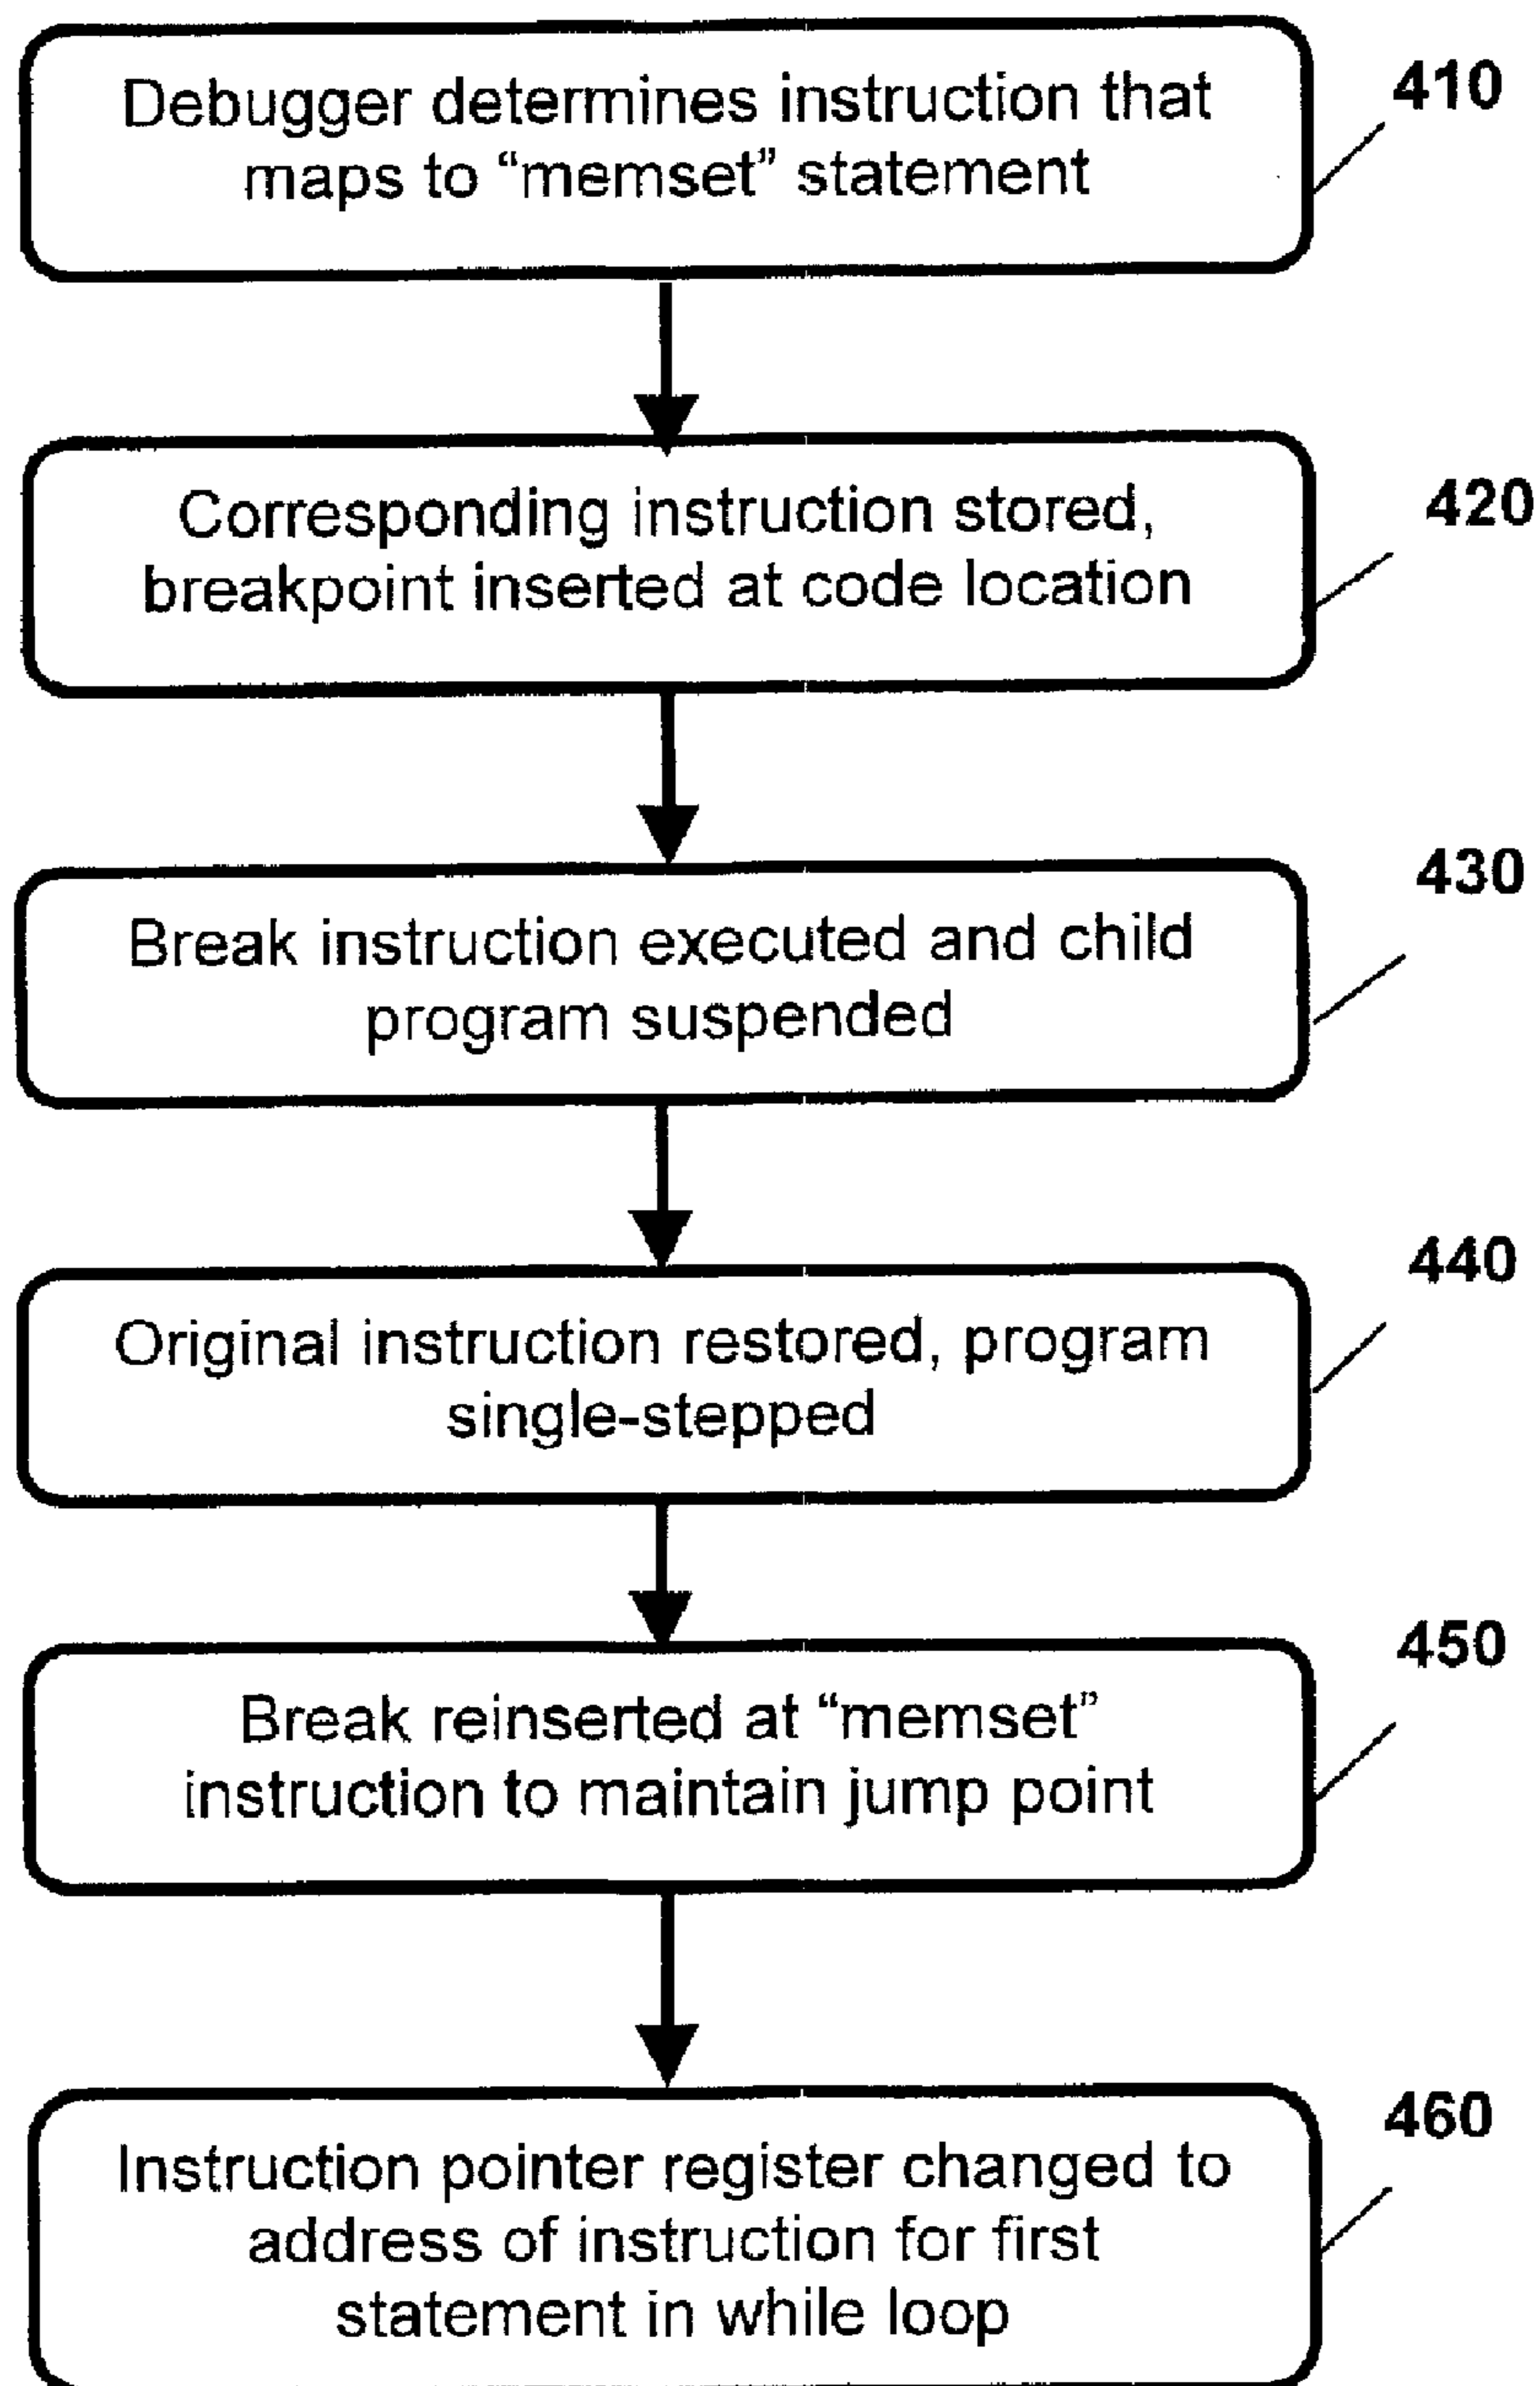 Debugger determines instruction that
maps to “memset” statement
410
Corresponding instruction stored,
breakpoint inserted at code location
420
Break instruction executed and child
program suspended
430
Original instruction restored, program
single-stepped
440
Break reinserted at “memset”
instruction to maintain jump point
450
Instruction pointer register changed to
address of instruction for first
statement in while loop
460